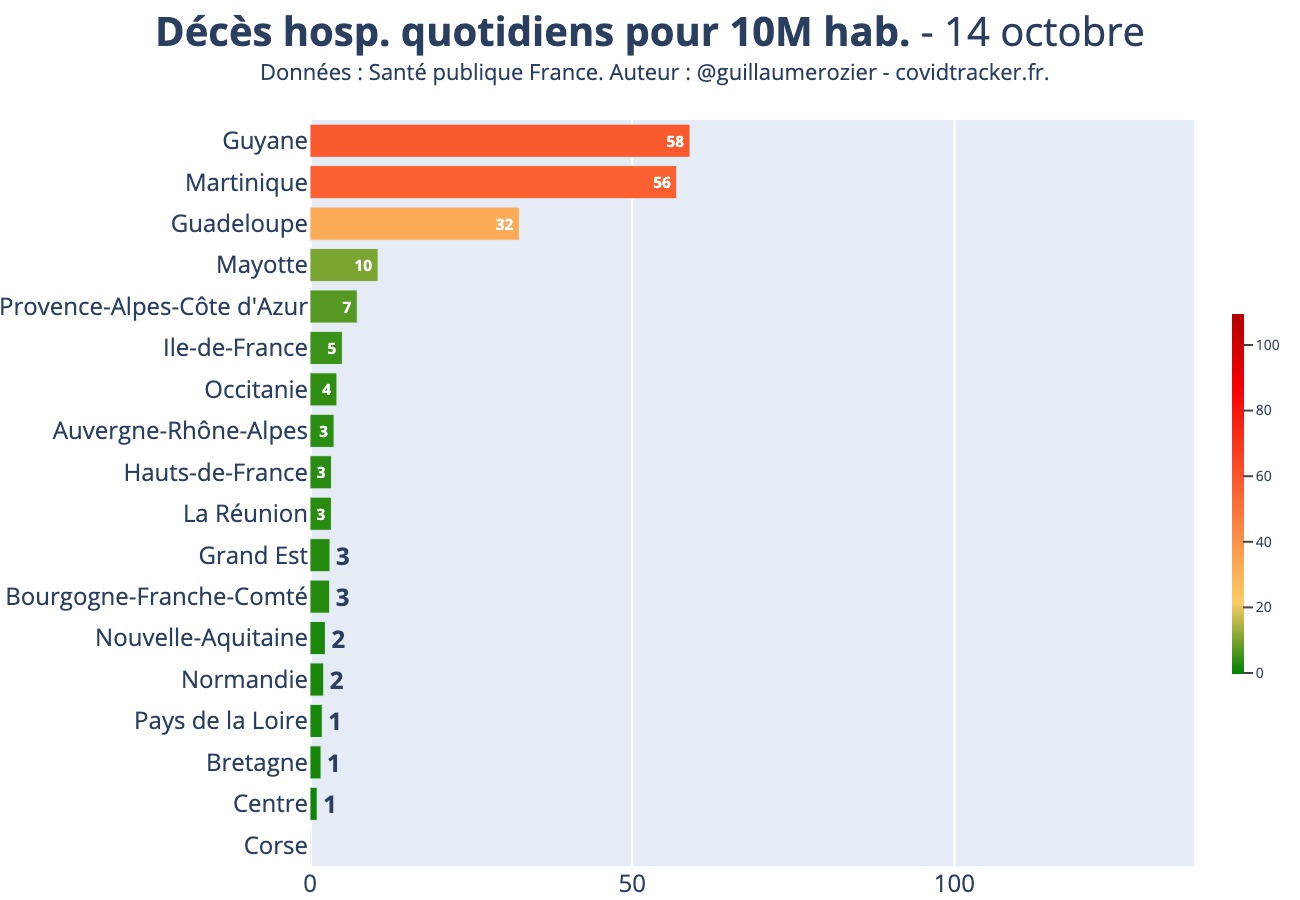 Décès hosp. quotidiens pour 10M hab. - 14 octobre
Données : Santé publique France. Auteur : @guillaumerozier - covidtracker.fr.
Guyane 58
Martinique 56
Guadeloupe 32
Mayotte 10
Provence-Alpes-Côte d'Azur 7
Ile-de-France 5
Occitanie 4
Auvergne-Rhône-Alpes 3
Hauts-de-France 3
La Réunion 3
Grand Est 3
Bourgogne-Franche-Comté 3
Nouvelle-Aquitaine 2
Normandie 2
Pays de la Loire 1
Bretagne 1
Centre 1
Corse
0 50 100
100
80
60
40
20
0